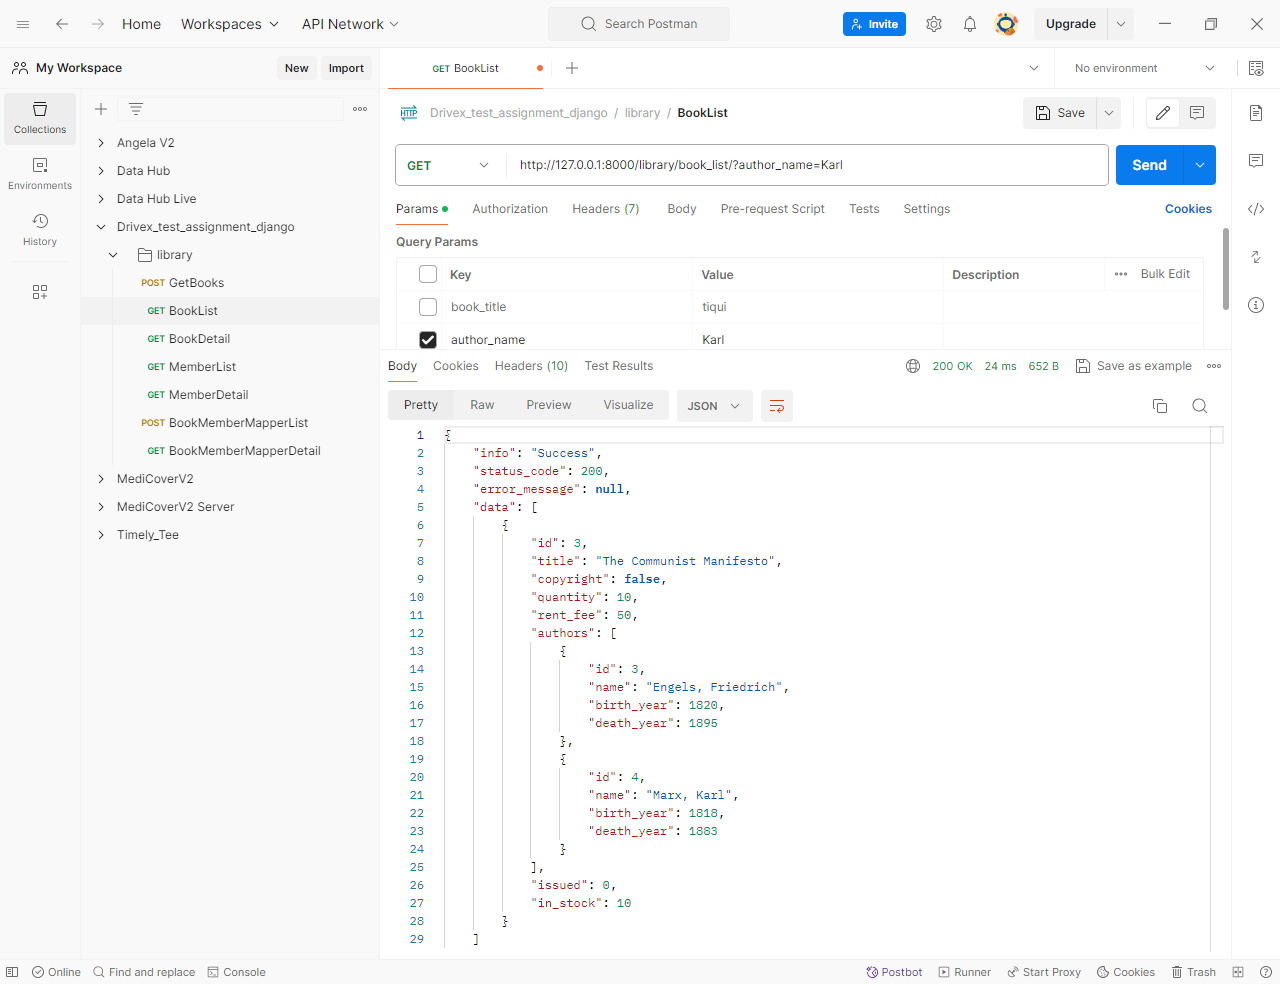 Home Workspaces API Network Search Postman Invite Upgrade
My Workspace New Import GET BookList No environment
Collections
Environments
History
Angela V2
Data Hub
Data Hub Live
Drivex_test_assignment_django
library
POST GetBooks
GET BookList
GET BookDetail
GET MemberList
GET MemberDetail
POST BookMemberMapperList
GET BookMemberMapperDetail
MediCoverV2
MediCoverV2 Server
Timely_Tee
HTTP Drivex_test_assignment_django / library / BookList Save
GET http://127.0.0.1:8000/library/book_list/?author_name=Karl Send
Params Authorization Headers (7) Body Pre-request Script Tests Settings Cookies
Query Params
Key Value Description Bulk Edit
book_title tiqui
author_name Karl
Body Cookies Headers (10) Test Results 200 OK 24 ms 652 B Save as example
Pretty Raw Preview Visualize JSON
1 {
2 "info": "Success",
3 "status_code": 200,
4 "error_message": null,
5 "data": [
6 {
7 "id": 3,
8 "title": "The Communist Manifesto",
9 "copyright": false,
10 "quantity": 10,
11 "rent_fee": 50,
12 "authors": [
13 {
14 "id": 3,
15 "name": "Engels, Friedrich",
16 "birth_year": 1820,
17 "death_year": 1895
18 },
19 {
20 "id": 4,
21 "name": "Marx, Karl",
22 "birth_year": 1818,
23 "death_year": 1883
24 }
25 ],
26 "issued": 0,
27 "in_stock": 10
28 }
29 ]
Online Find and replace Console Postbot Runner Start Proxy Cookies Trash